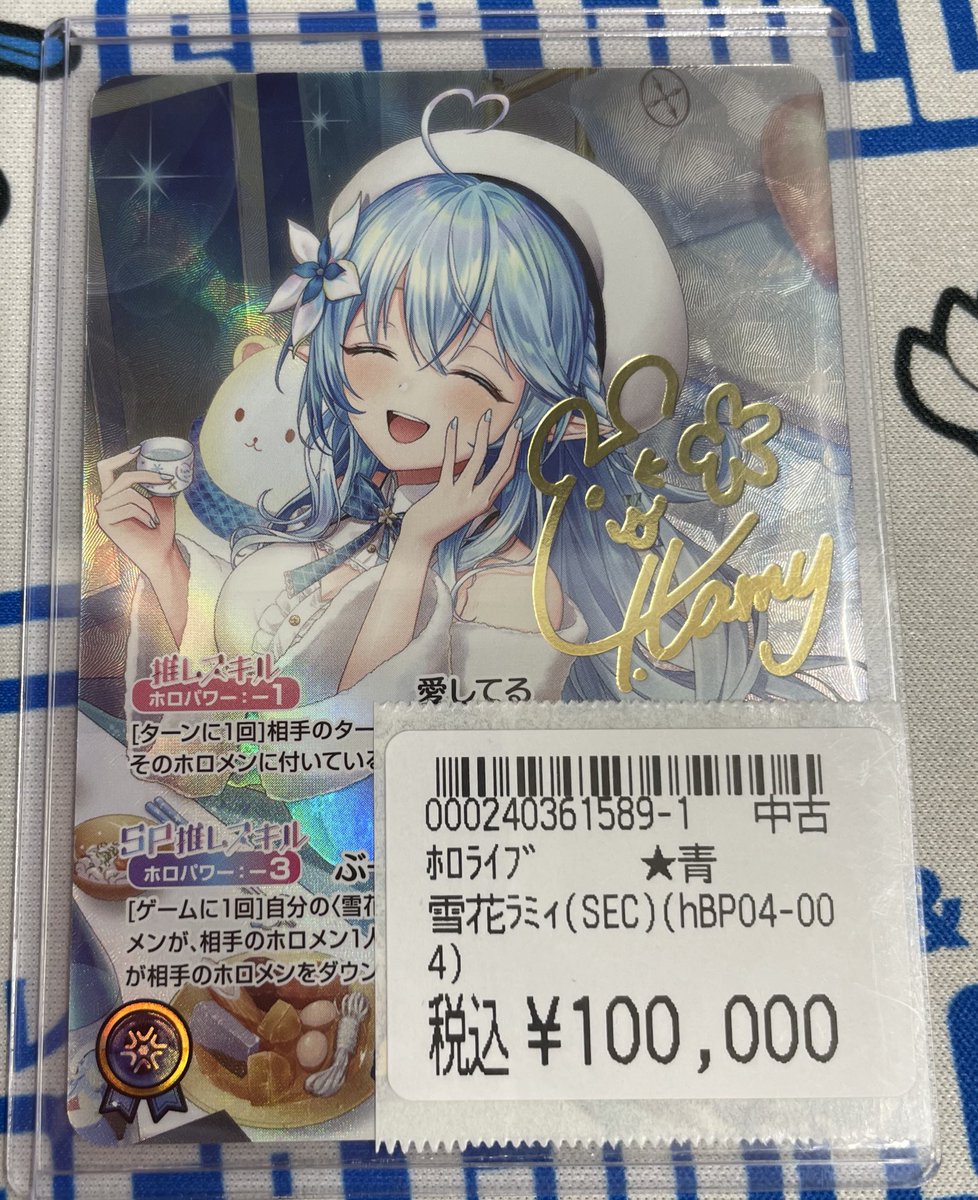 Lamy
推しスキル
ホロパワー：－1
愛してる
[ターンに1回]相手のター
そのホロメンに付いている
SP推しスキル
ホロパワー：－3
ぶー
[ゲームに1回]自分の〈雪花
メンが、相手のホロメン1人
が相手のホロメンをダウン
000240361589-1 中古
ﾎﾛﾗｲﾌﾞ ★青
雪花ﾗﾐｨ(SEC)(hBP04-00
4)
税込 ¥100,000